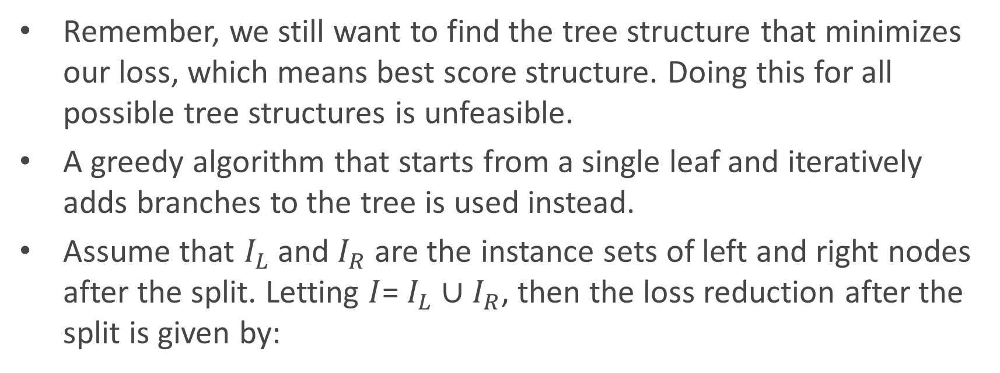 • Remember, we still want to find the tree structure that minimizes
our loss, which means best score structure. Doing this for all
possible tree structures is unfeasible.
• A greedy algorithm that starts from a single leaf and iteratively
adds branches to the tree is used instead.
• Assume that I_L and I_R are the instance sets of left and right nodes
after the split. Letting I= I_L ∪ I_R, then the loss reduction after the
split is given by: